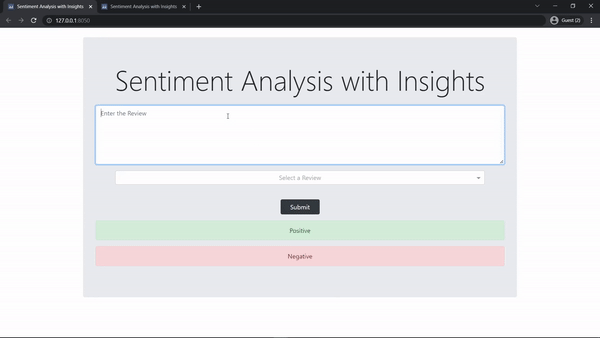 Sentiment Analysis with Insights
Sentiment Analysis with Insights
127.0.0.1:8050
Guest (2)
Sentiment Analysis with Insights
Enter the Review
Select a Review
Submit
Positive
Negative